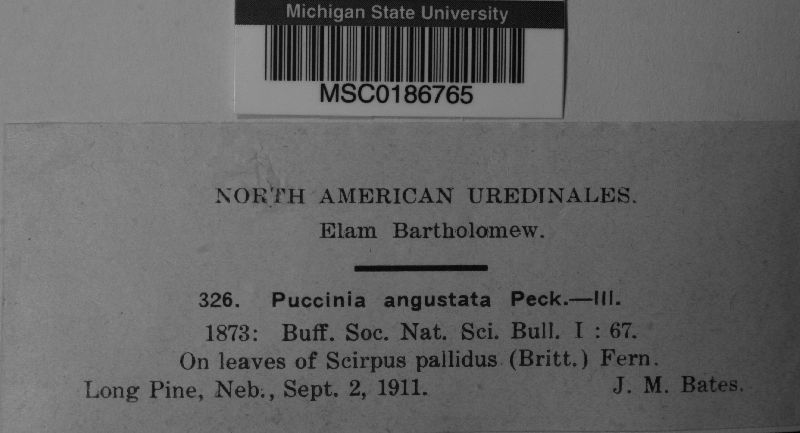 Michigan State University
MSC0186765
NORTH AMERICAN UREDINALES.
Elam Bartholomew.
326. Puccinia angustata Peck.—III.
1873: Buff. Soc. Nat. Sci. Bull. I : 67.
On leaves of Scirpus pallidus (Britt.) Fern.
Long Pine, Neb., Sept. 2, 1911. J. M. Bates.